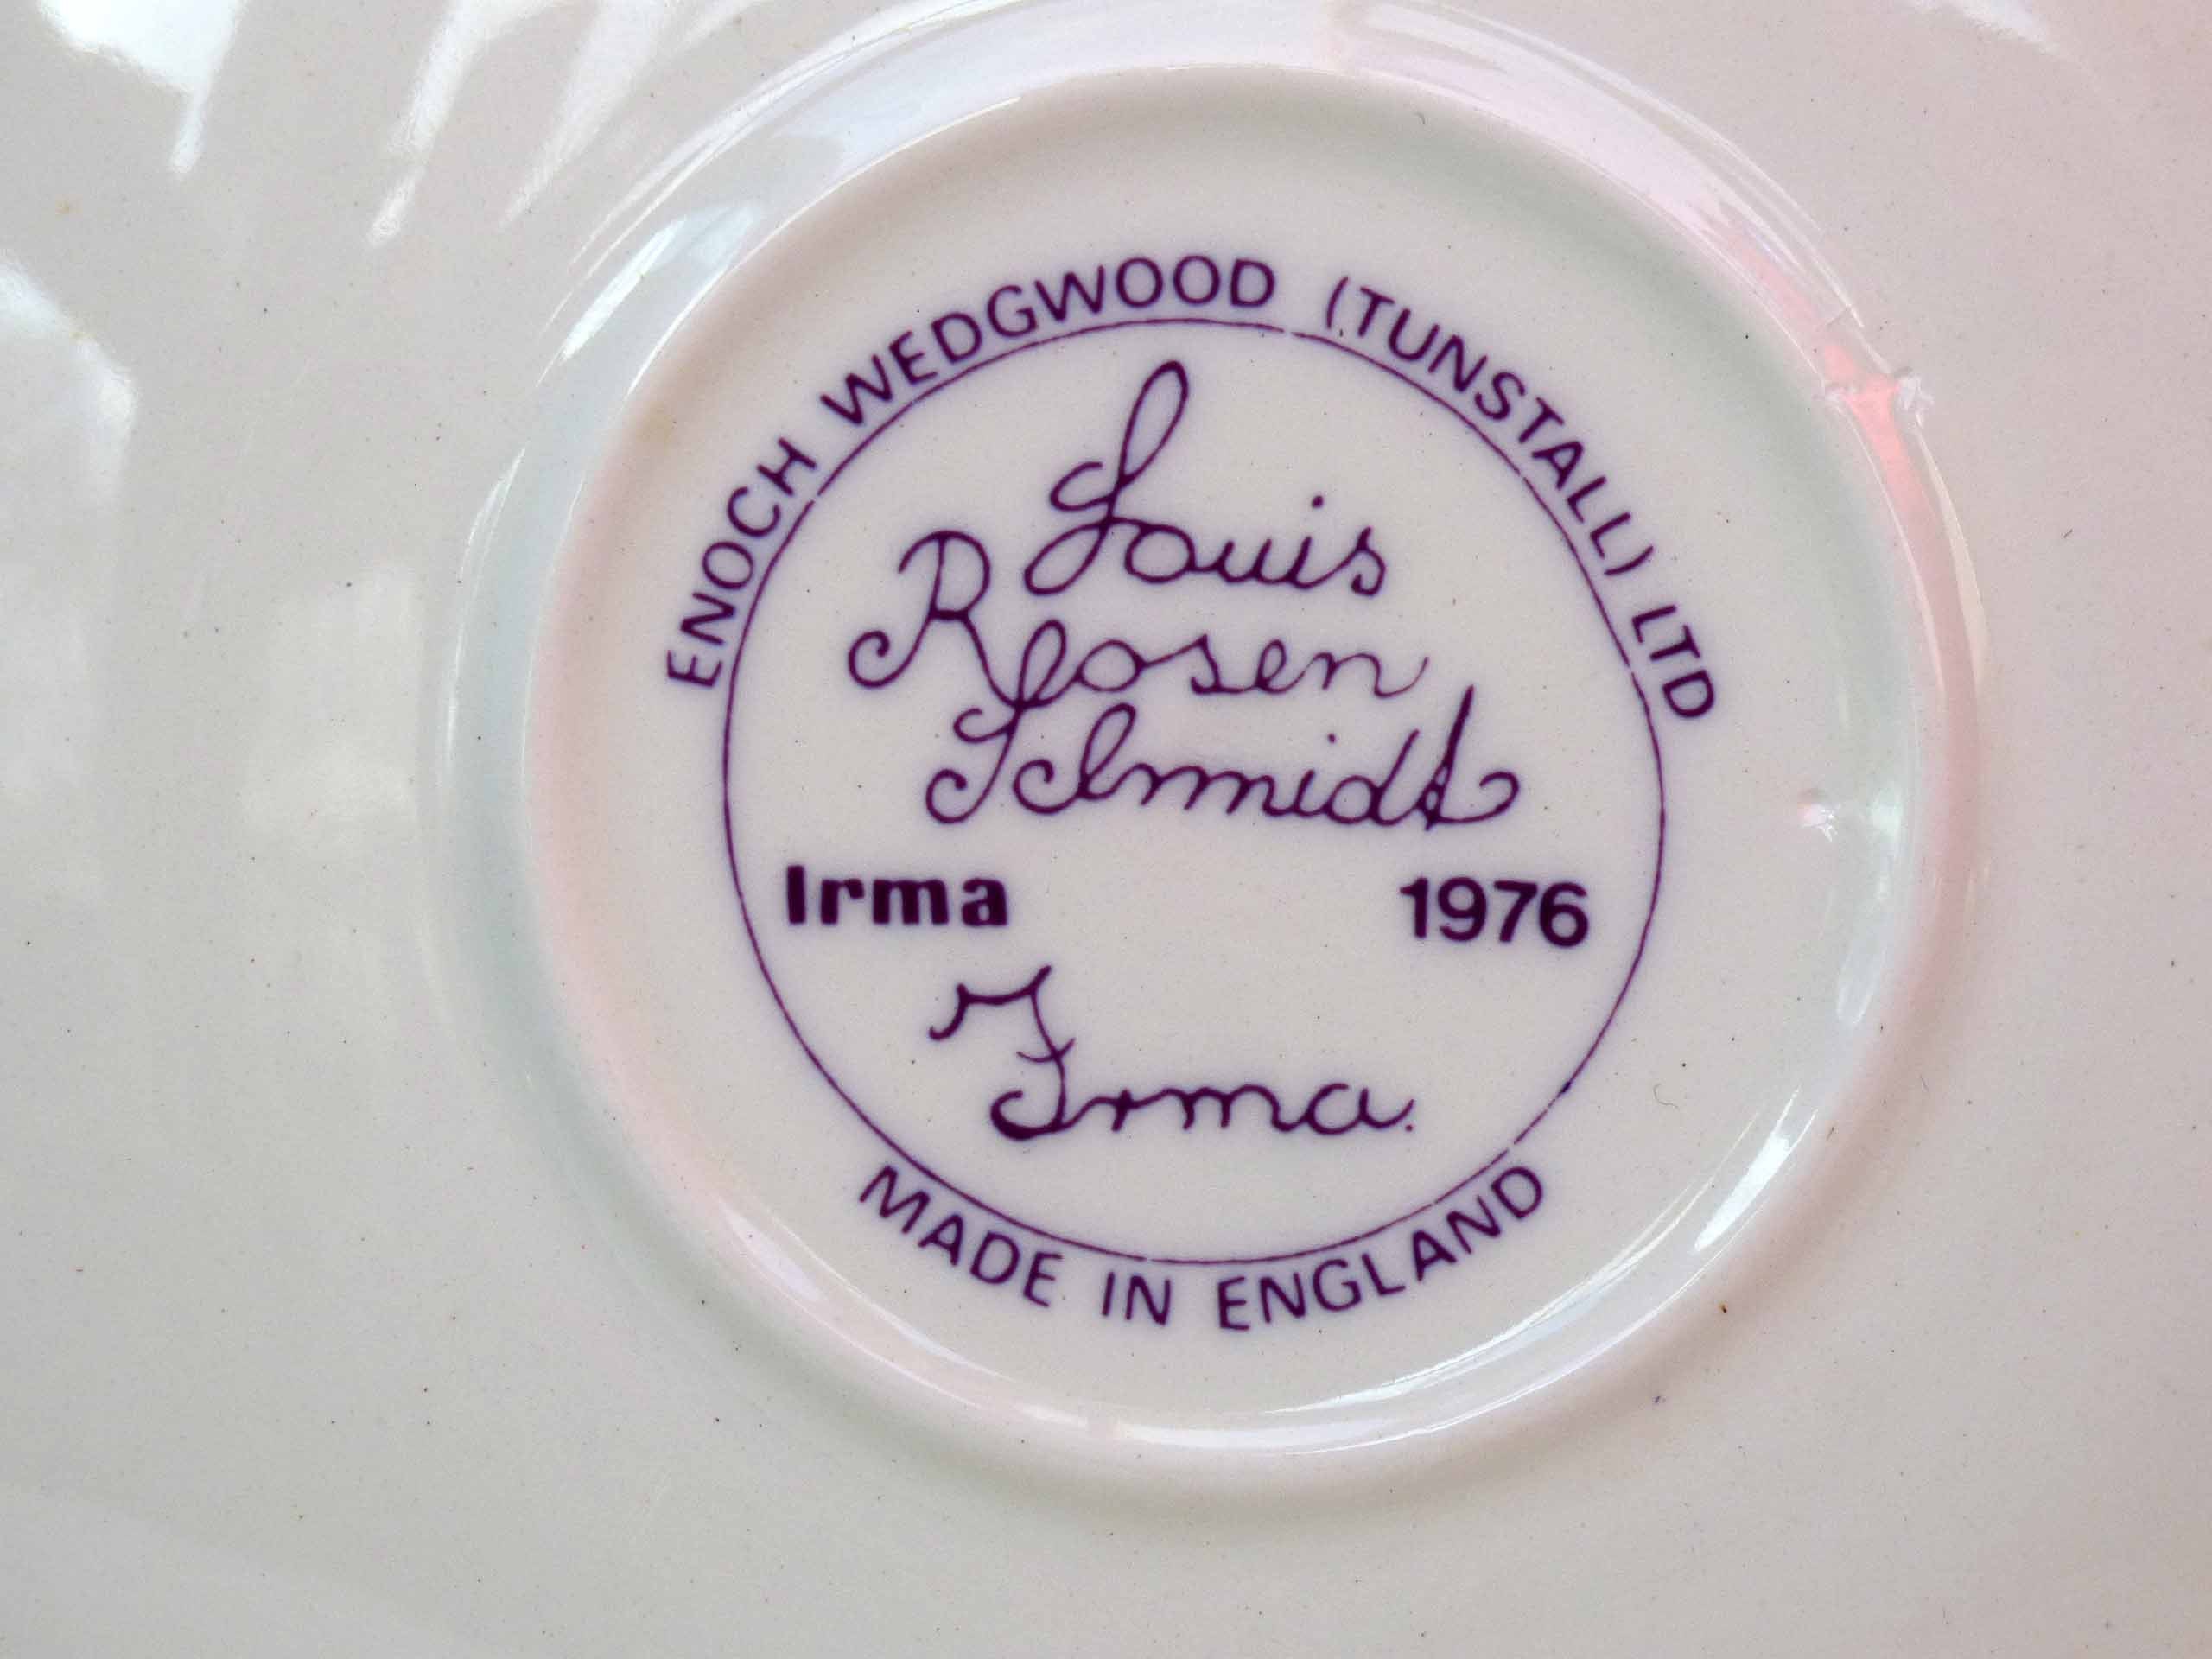 ENOCH WEDGWOOD (TUNSTALL) LTD
Louis
Rosen
Schmidt
Irma 1976
Irma.
MADE IN ENGLAND